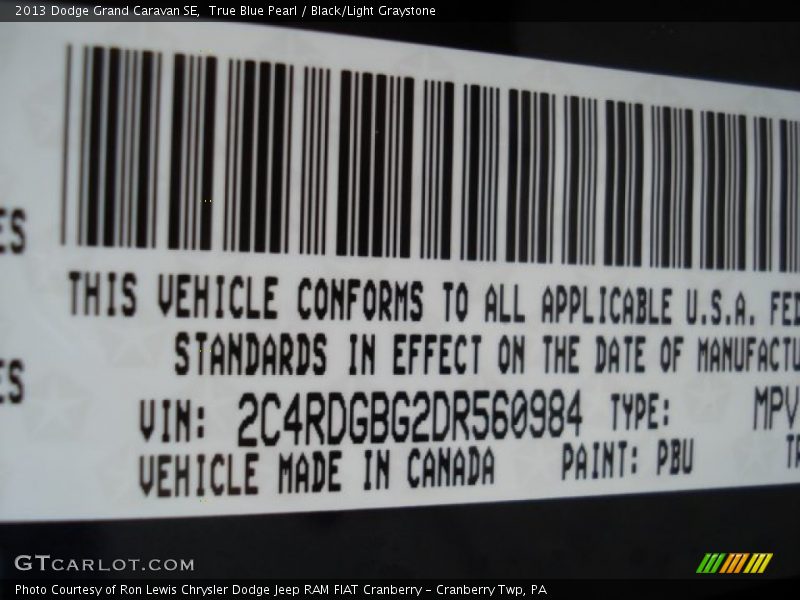 2013 Dodge Grand Caravan SE,  True Blue Pearl / Black/Light Graystone
ES
THIS VEHICLE CONFORMS TO ALL APPLICABLE U.S.A. FED
STANDARDS IN EFFECT ON THE DATE OF MANUFACTU
ES
VIN: 2C4RDGBG2DR560984 TYPE: MPV
VEHICLE MADE IN CANADA PAINT: PBU TA
GTCARLOT.COM
Photo Courtesy of Ron Lewis Chrysler Dodge Jeep RAM FIAT Cranberry - Cranberry Twp, PA